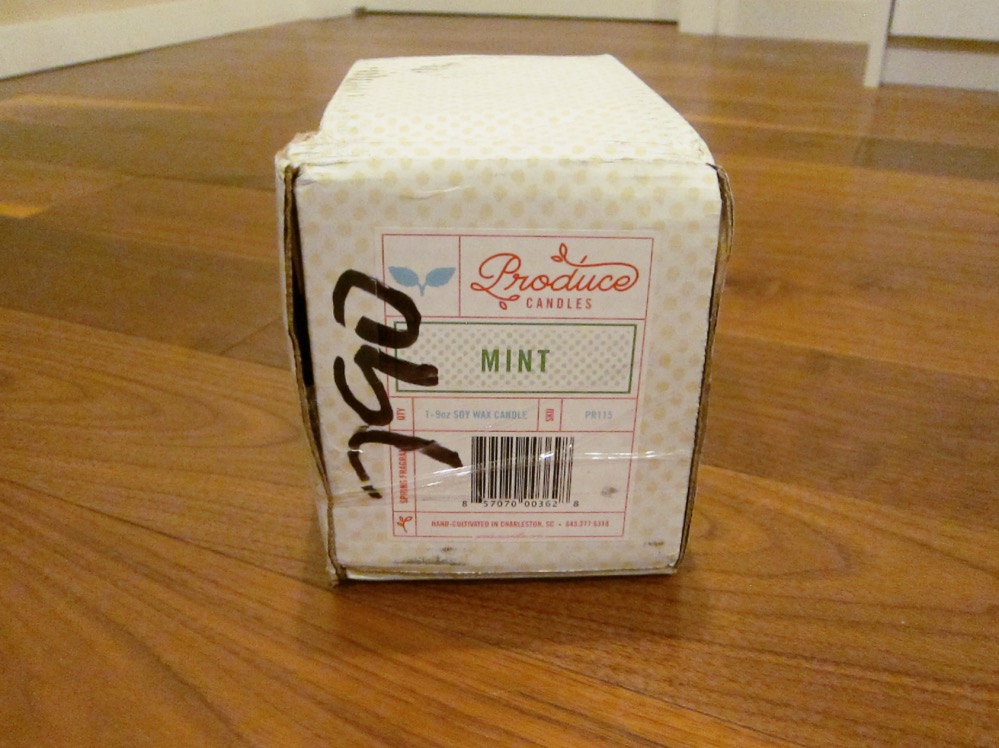 Produce
CANDLES
MINT
QTY
1-9oz SOY WAX CANDLE
SKU
PR115
8 57070 00362 8
HAND-CULTIVATED IN CHARLESTON, SC •